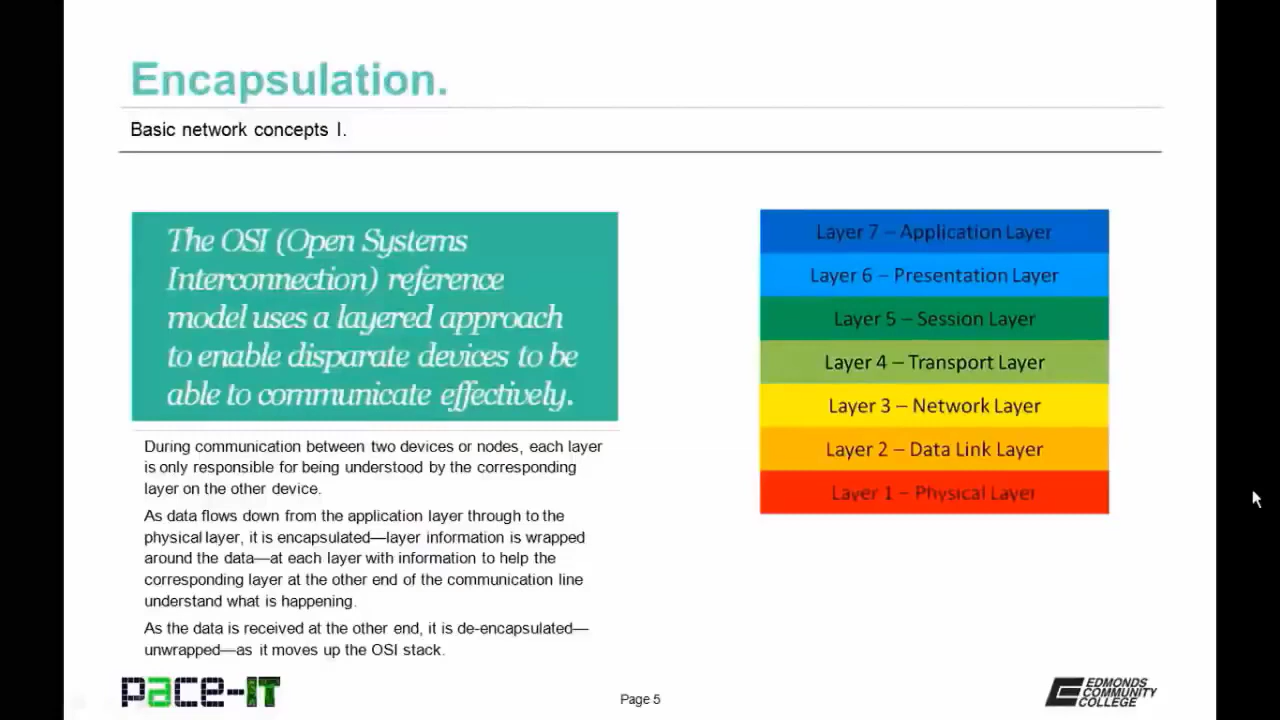 Encapsulation.
Basic network concepts I.
The OSI (Open Systems
Interconnection) reference
model uses a layered approach
to enable disparate devices to be
able to communicate effectively.
During communication between two devices or nodes, each layer
is only responsible for being understood by the corresponding
layer on the other device.
As data flows down from the application layer through to the
physical layer, it is encapsulated—layer information is wrapped
around the data—at each layer with information to help the
corresponding layer at the other end of the communication line
understand what is happening.
As the data is received at the other end, it is de-encapsulated—
unwrapped—as it moves up the OSI stack.
Layer 7 – Application Layer
Layer 6 – Presentation Layer
Layer 5 – Session Layer
Layer 4 – Transport Layer
Layer 3 – Network Layer
Layer 2 – Data Link Layer
Layer 1 – Physical Layer
pace-IT
Page 5
EDMONDS
COMMUNITY
COLLEGE